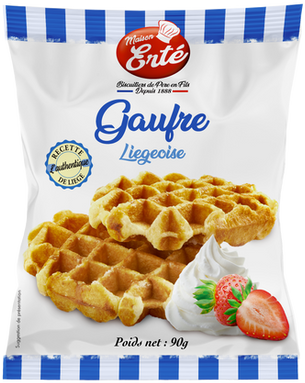 Maison
Erté
Biscuitiers de Père en Fils
Depuis 1888
Gaufre
Liegeoise
RECETTE
l'authentique
DE LIEGE
Suggestion de présentation
Poids net : 90g